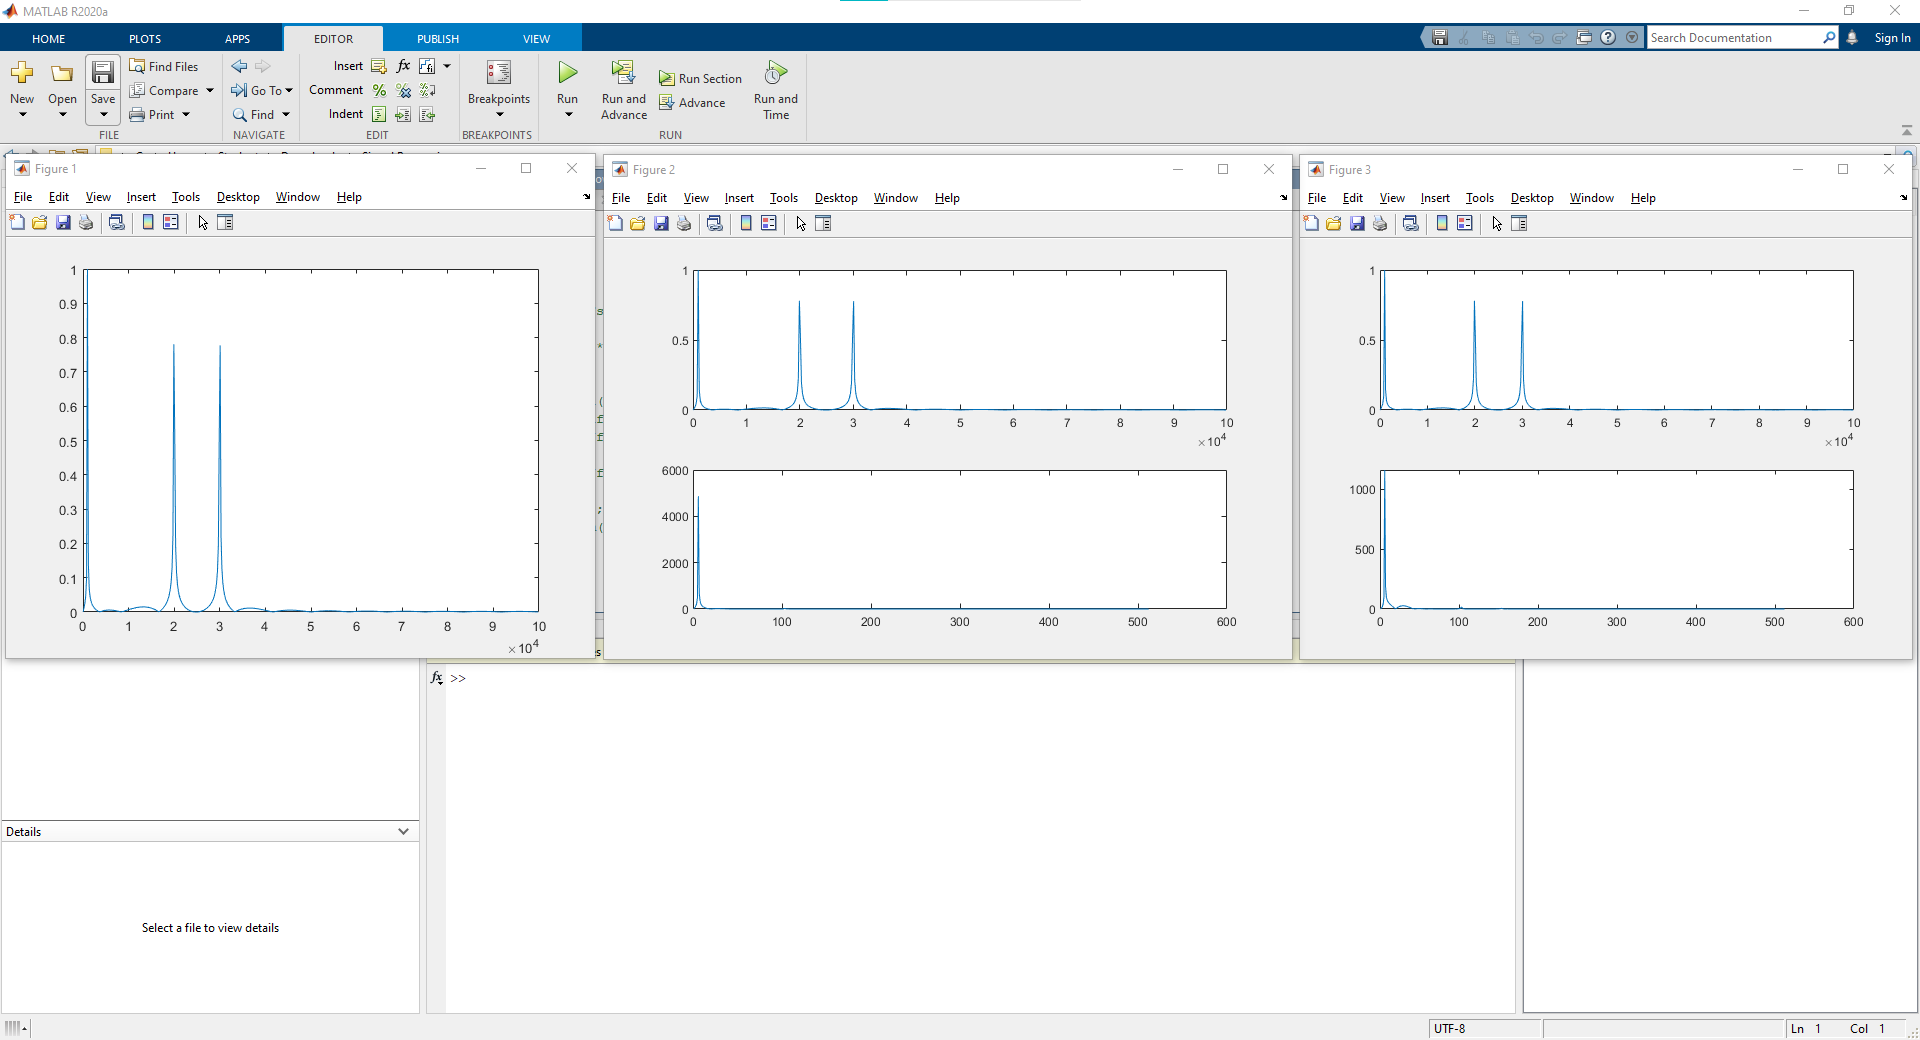 MATLAB R2020a
HOME PLOTS APPS EDITOR PUBLISH VIEW
Search Documentation
Sign In
New Open Save
Find Files
Compare
Print
FILE
Go To
Find
NAVIGATE
Insert fx
Comment
Indent
EDIT
Breakpoints
BREAKPOINTS
Run
Run and Advance
Run Section
Advance
Run and Time
RUN
Figure 1
File Edit View Insert Tools Desktop Window Help
1
0.9
0.8
0.7
0.6
0.5
0.4
0.3
0.2
0.1
0
0 1 2 3 4 5 6 7 8 9 10
×10^4
Figure 2
File Edit View Insert Tools Desktop Window Help
1
0.5
0
0 1 2 3 4 5 6 7 8 9 10
×10^4
6000
4000
2000
0
0 100 200 300 400 500 600
Figure 3
File Edit View Insert Tools Desktop Window Help
1
0.5
0
0 1 2 3 4 5 6 7 8 9 10
×10^4
1000
500
0
0 100 200 300 400 500 600
fx >>
Details
Select a file to view details
UTF-8
Ln 1 Col 1